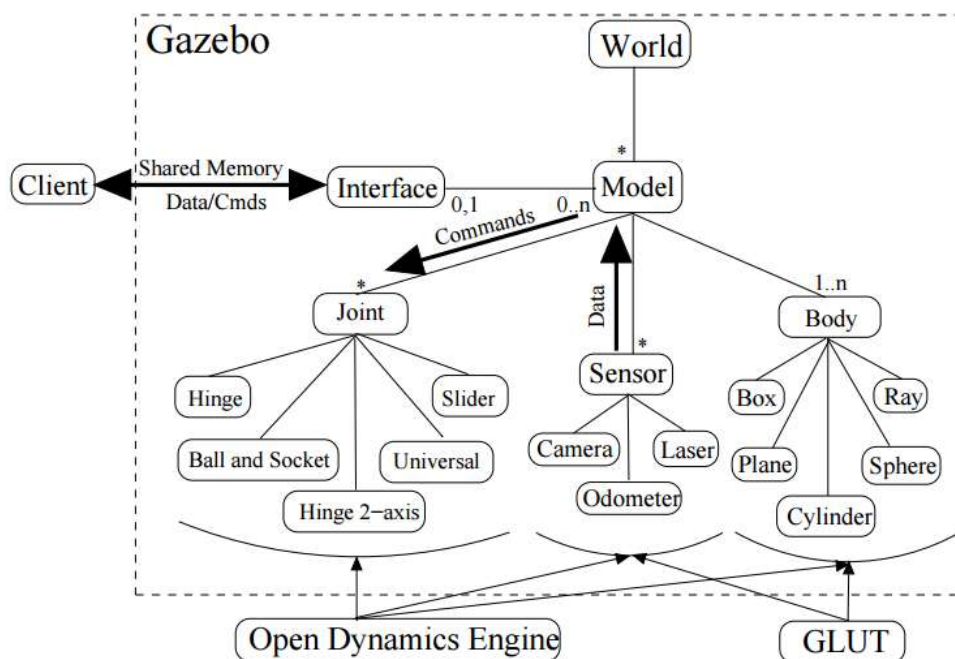 Gazebo
World
*
Shared Memory
Client
Interface
Model
Data/Cmds
0,1
0..n
Commands
Data
*
1..n
Joint
Body
*
Sensor
Hinge
Slider
Box
Ray
Camera
Laser
Ball and Socket
Universal
Plane
Sphere
Odometer
Hinge 2-axis
Cylinder
Open Dynamics Engine
GLUT